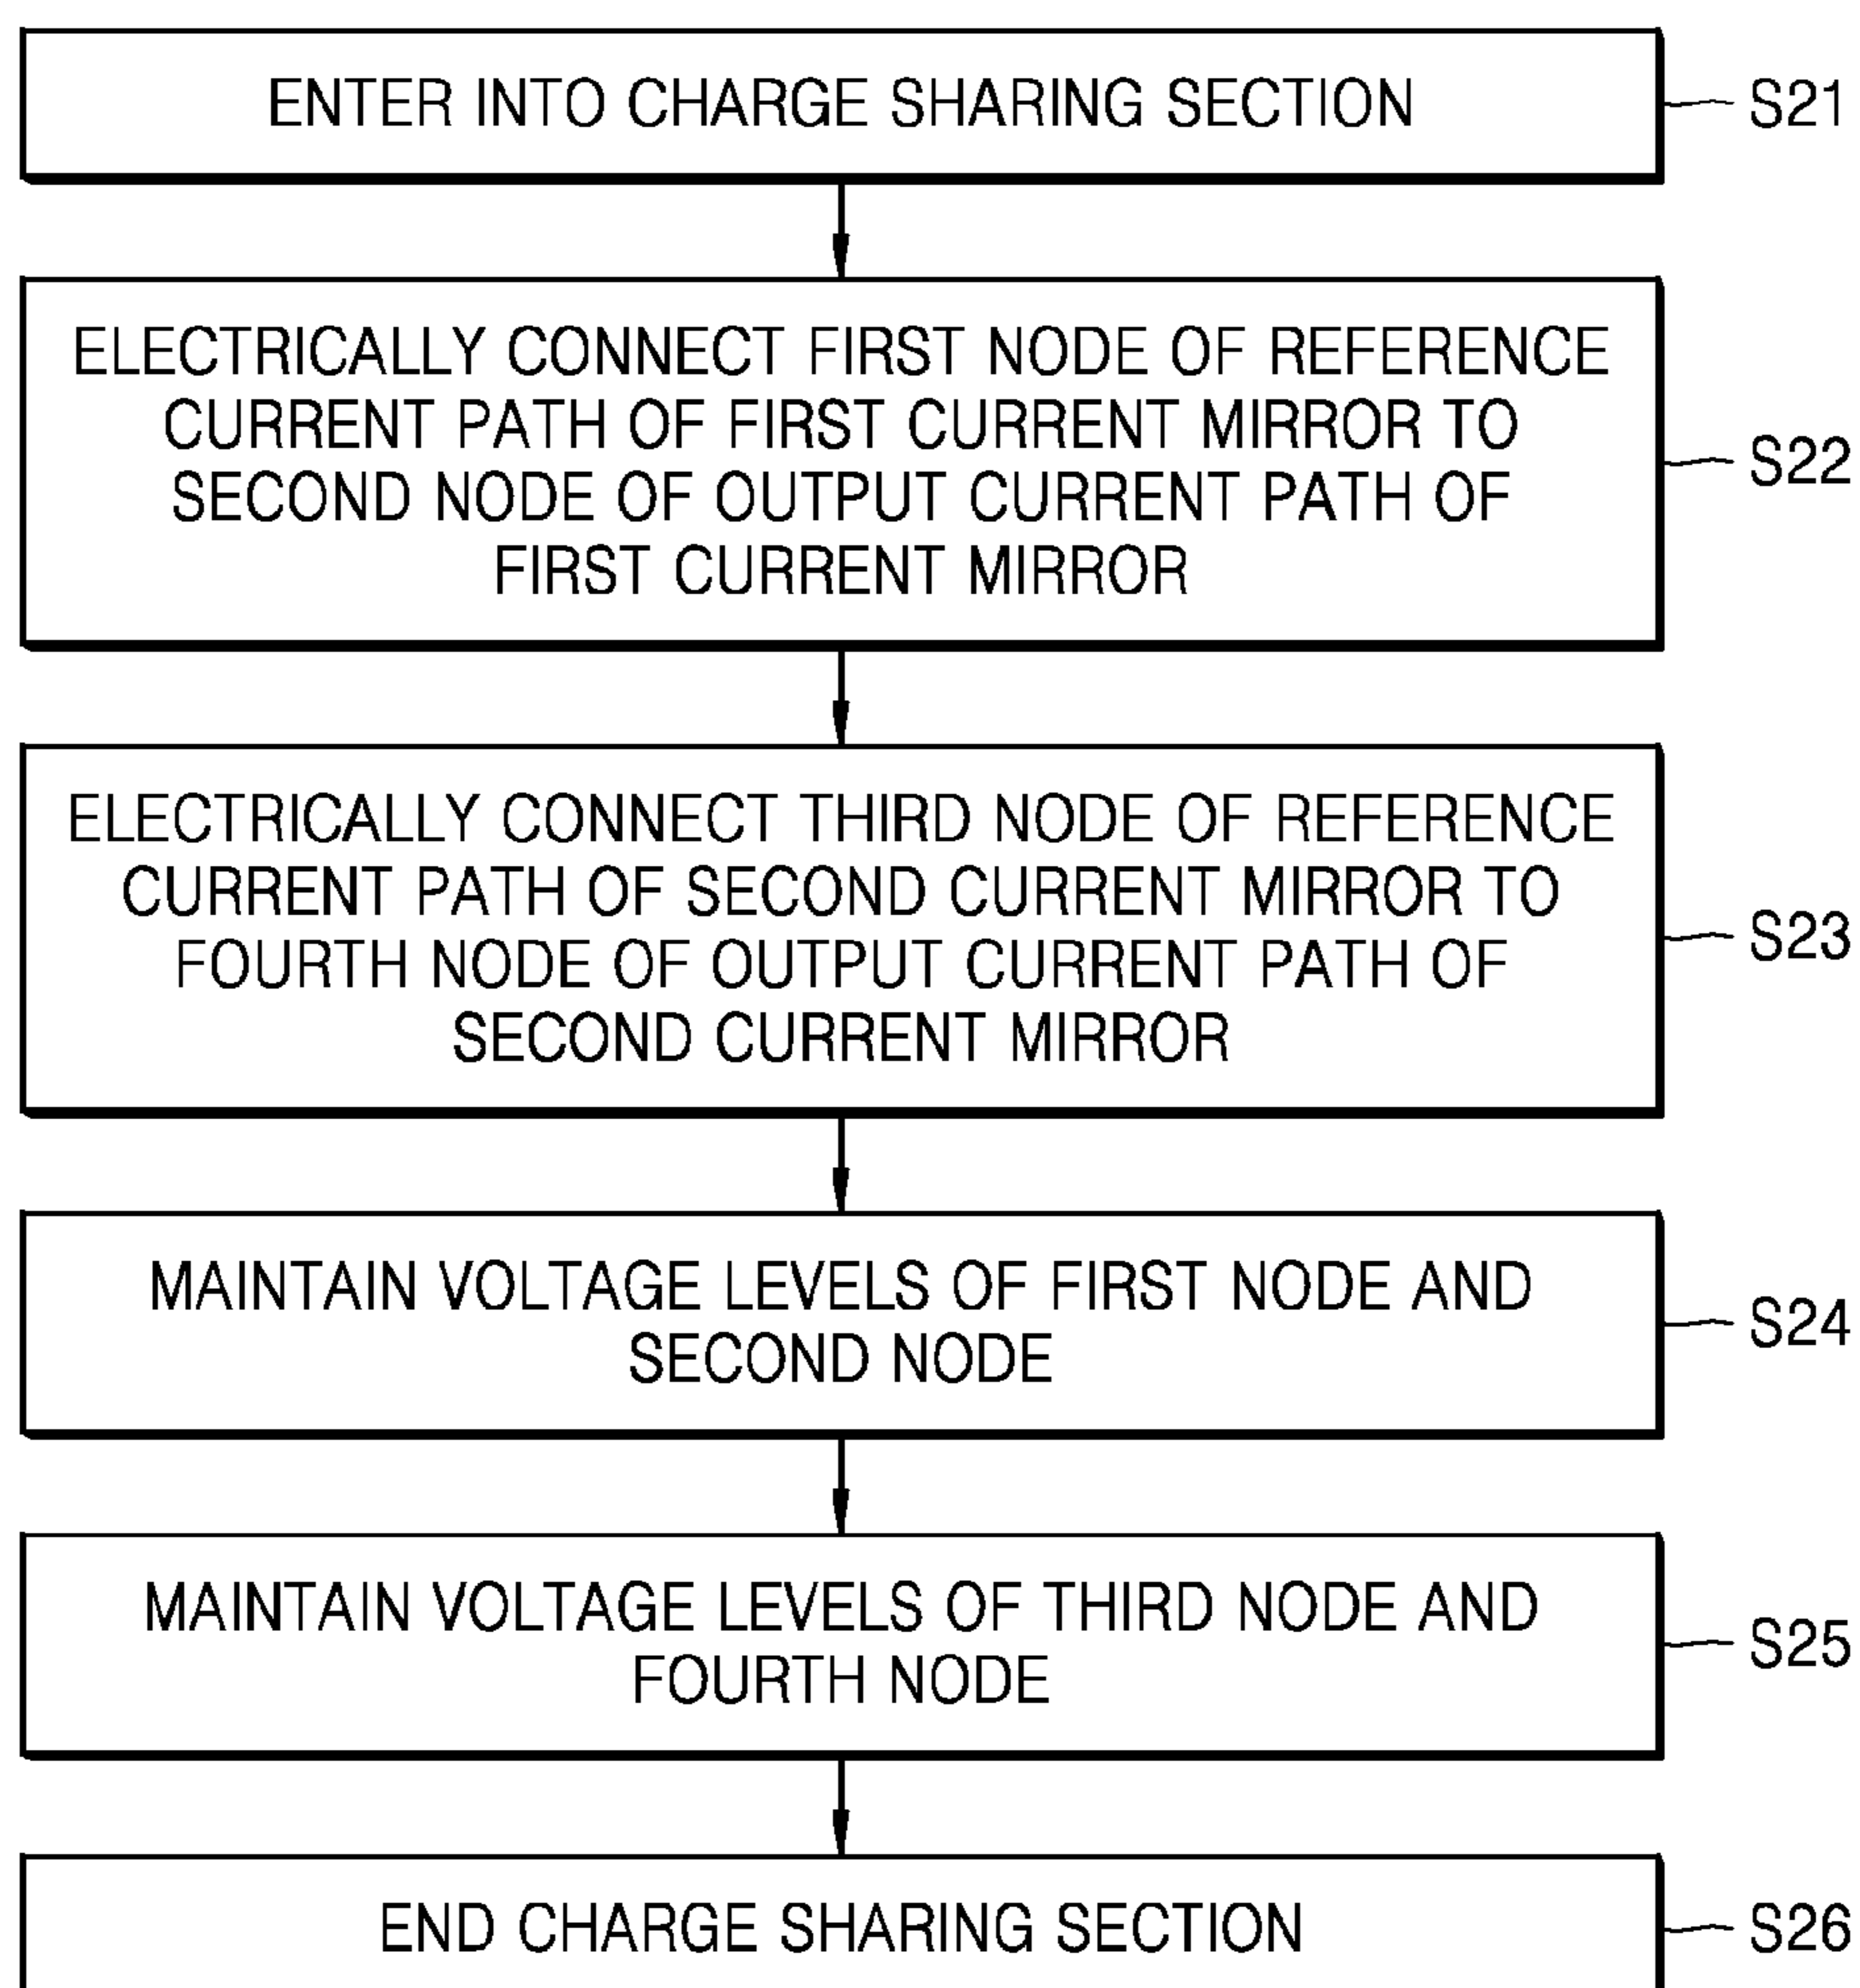 ENTER INTO CHARGE SHARING SECTION
S21
ELECTRICALLY CONNECT FIRST NODE OF REFERENCE
CURRENT PATH OF FIRST CURRENT MIRROR TO
SECOND NODE OF OUTPUT CURRENT PATH OF
FIRST CURRENT MIRROR
S22
ELECTRICALLY CONNECT THIRD NODE OF REFERENCE
CURRENT PATH OF SECOND CURRENT MIRROR TO
FOURTH NODE OF OUTPUT CURRENT PATH OF
SECOND CURRENT MIRROR
S23
MAINTAIN VOLTAGE LEVELS OF FIRST NODE AND
SECOND NODE
S24
MAINTAIN VOLTAGE LEVELS OF THIRD NODE AND
FOURTH NODE
S25
END CHARGE SHARING SECTION
S26